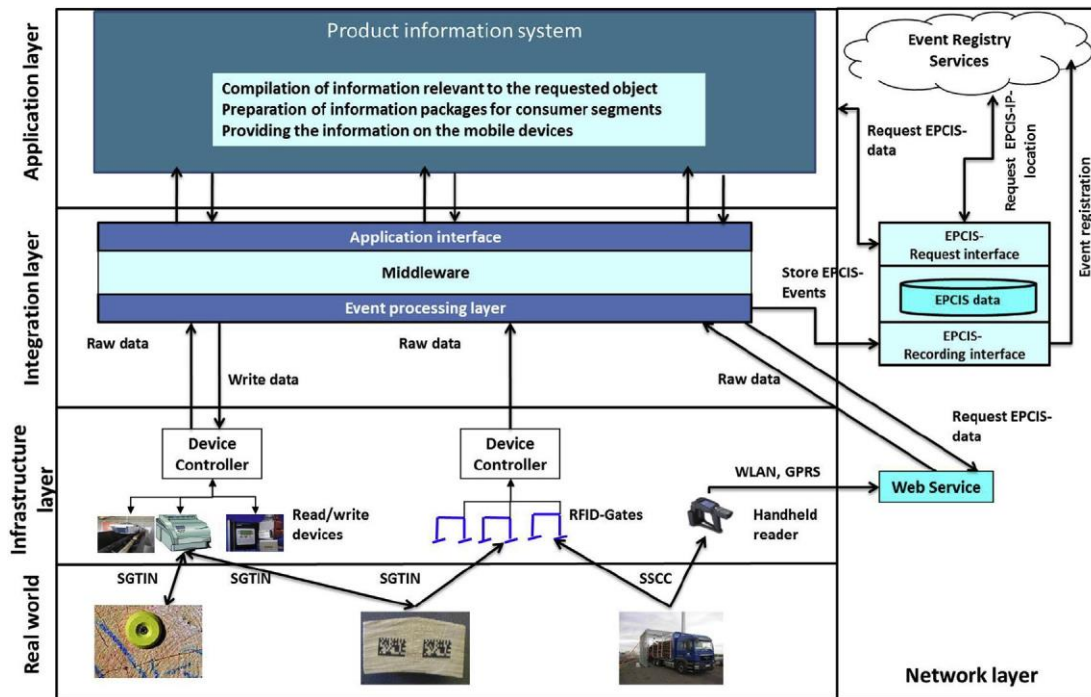 Application layer
Product information system
Compilation of information relevant to the requested object
Preparation of information packages for consumer segments
Providing the information on the mobile devices
Event Registry
Services
Request EPCIS-
data
Request EPCIS-IP-
location
Event registration
Integration layer
Application interface
Middleware
Event processing layer
Store EPCIS-
Events
EPCIS-
Request interface
EPCIS data
EPCIS-
Recording interface
Raw data
Write data
Raw data
Raw data
Request EPCIS-
data
Infrastructure
layer
Device
Controller
Device
Controller
Read/write
devices
RFID-Gates
WLAN, GPRS
Handheld
reader
Web Service
Real world
SGTIN
SGTIN
SGTIN
SSCC
Network layer